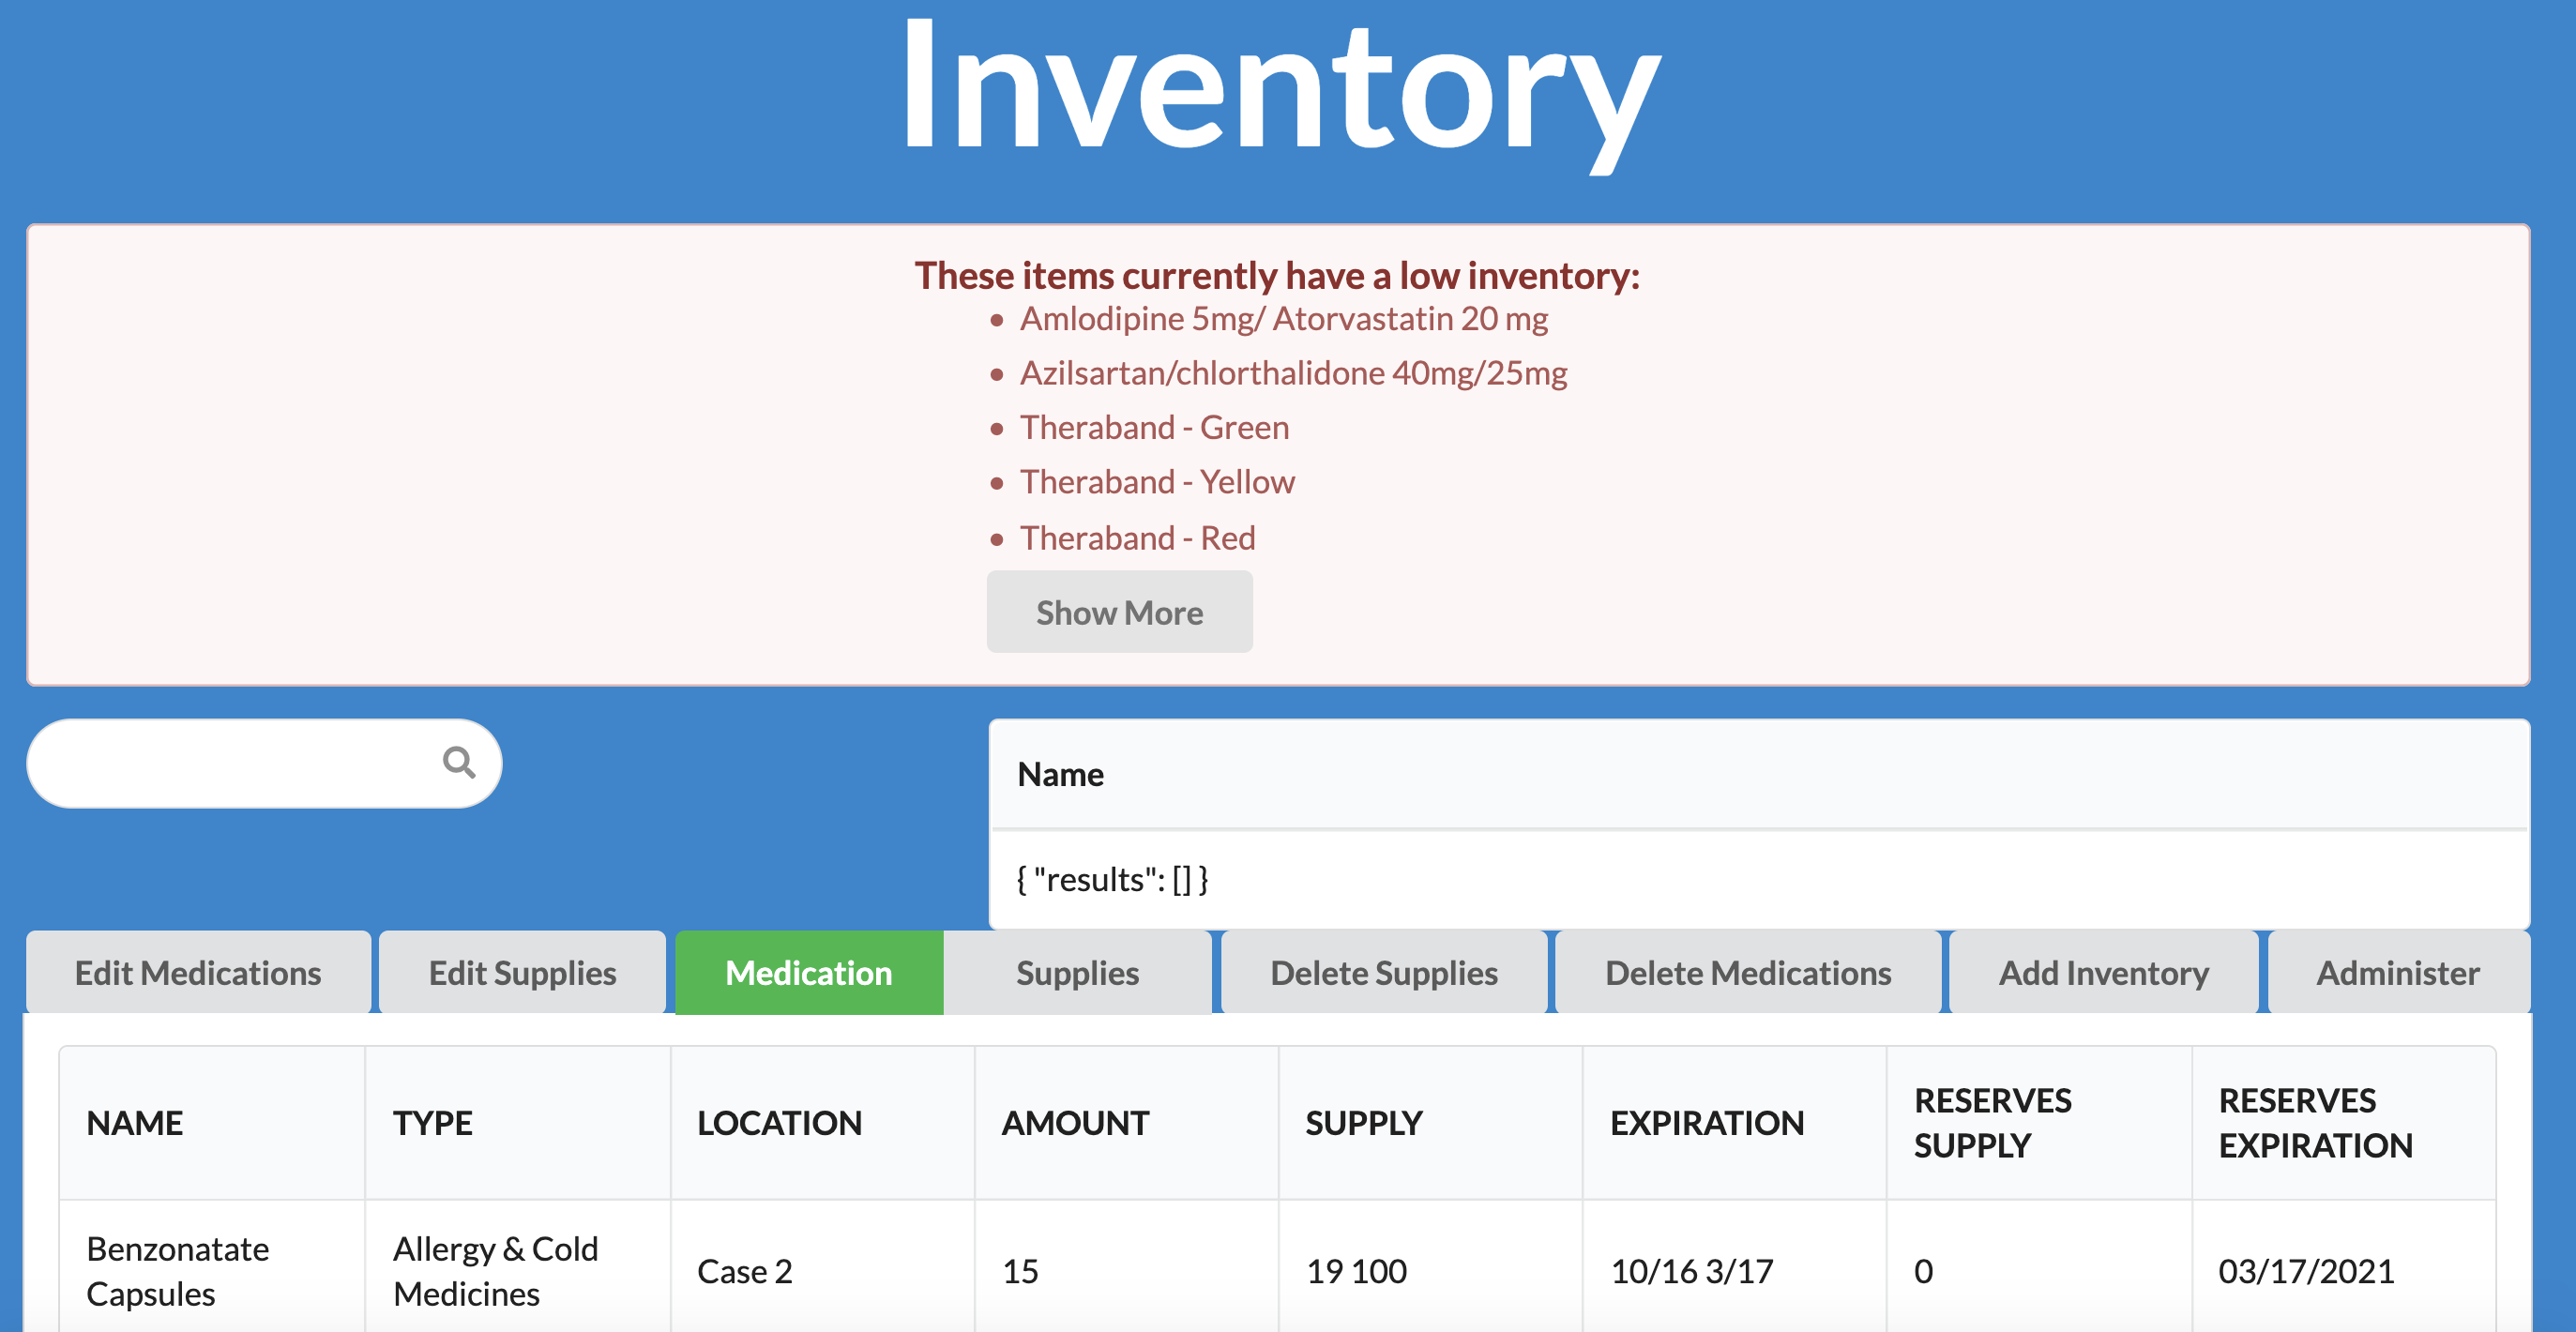 Inventory
These items currently have a low inventory:
• Amlodipine 5mg/ Atorvastatin 20 mg
• Azilsartan/chlorthalidone 40mg/25mg
• Theraband - Green
• Theraband - Yellow
• Theraband - Red
Show More
Name
{ "results": [] }
Edit Medications Edit Supplies Medication Supplies Delete Supplies Delete Medications Add Inventory Administer
NAME TYPE LOCATION AMOUNT SUPPLY EXPIRATION RESERVES SUPPLY RESERVES EXPIRATION
Benzonatate Capsules Allergy & Cold Medicines Case 2 15 19 100 10/16 3/17 0 03/17/2021